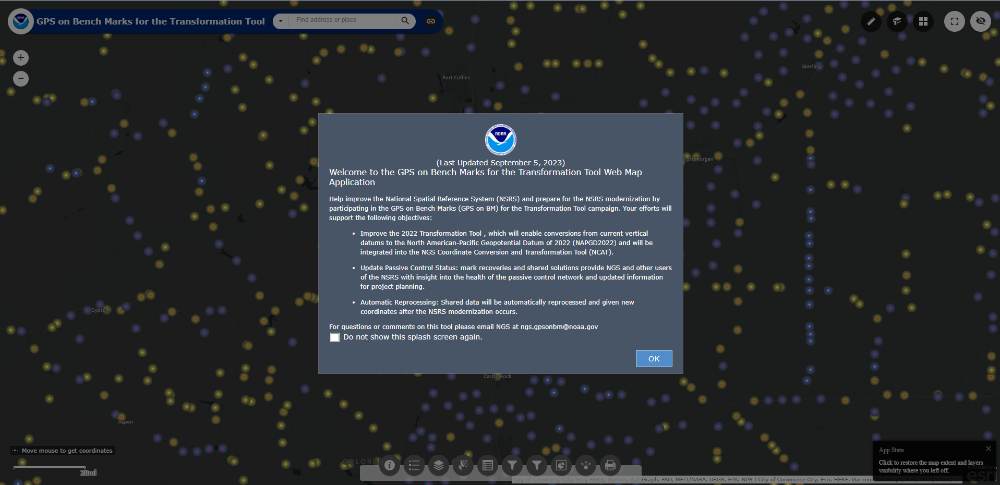 GPS on Bench Marks for the Transformation Tool
Find address or place
+
−
Fort Collins
Sterling
Fort Morgan
NOAA
(Last Updated September 5, 2023)
Welcome to the GPS on Bench Marks for the Transformation Tool Web Map
Application
Help improve the National Spatial Reference System (NSRS) and prepare for the NSRS modernization by
participating in the GPS on Bench Marks (GPS on BM) for the Transformation Tool campaign. Your efforts will
support the following objectives:
• Improve the 2022 Transformation Tool , which will enable conversions from current vertical
datums to the North American-Pacific Geopotential Datum of 2022 (NAPGD2022) and will be
integrated into the NGS Coordinate Conversion and Transformation Tool (NCAT).
• Update Passive Control Status: mark recoveries and shared solutions provide NGS and other users
of the NSRS with insight into the health of the passive control network and updated information
for project planning.
• Automatic Reprocessing: Shared data will be automatically reprocessed and given new
coordinates after the NSRS modernization occurs.
For questions or comments on this tool please email NGS at ngs.gpsonbm@noaa.gov
Do not show this splash screen again.
OK
Gypsum
Castle Rock
Aspen
Move mouse to get coordinates
20mi
App State
Click to restore the map extent and layers
visibility where you left off.
City of Commerce City, Esri, HERE, Garmin, SafeGraph, FAO, METI/NASA, USGS, EPA, NPS | City of Commerce City, Esri, HERE, Garmin, SafeGraph, FAO, METI/NASA,
esri